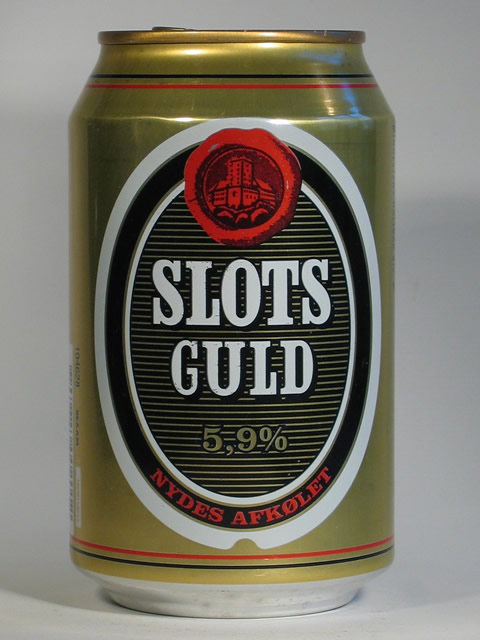 SLOTS
GULD
5,9%
NYDES AFKØLET